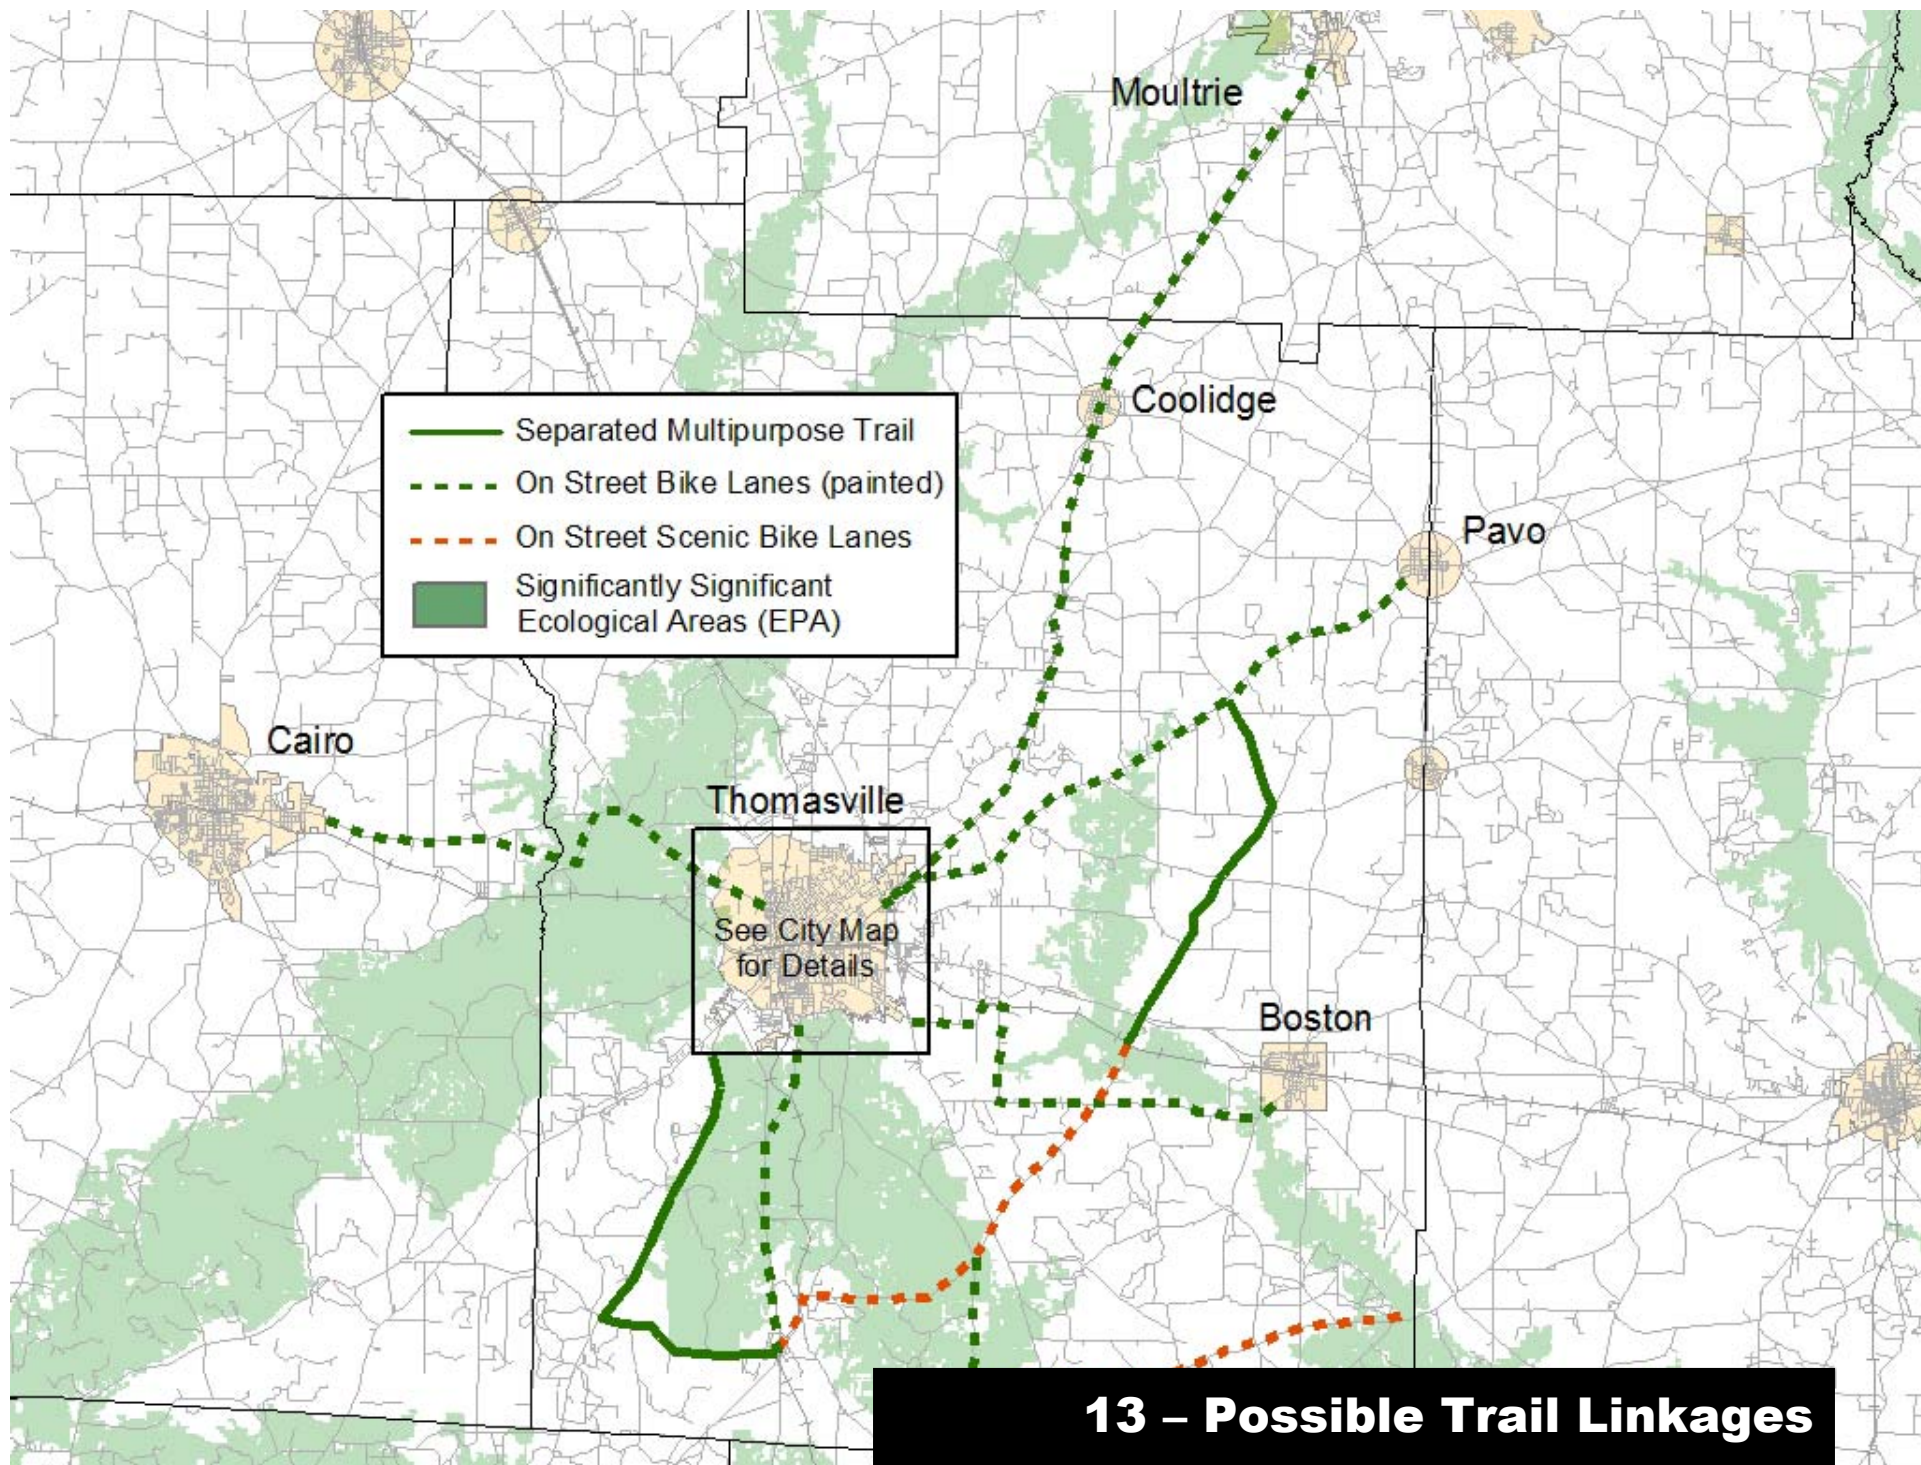 Moultrie
Coolidge
Separated Multipurpose Trail
On Street Bike Lanes (painted)
On Street Scenic Bike Lanes
Significantly Significant
Ecological Areas (EPA)
Pavo
Cairo
Thomasville
See City Map
for Details
Boston
13 – Possible Trail Linkages